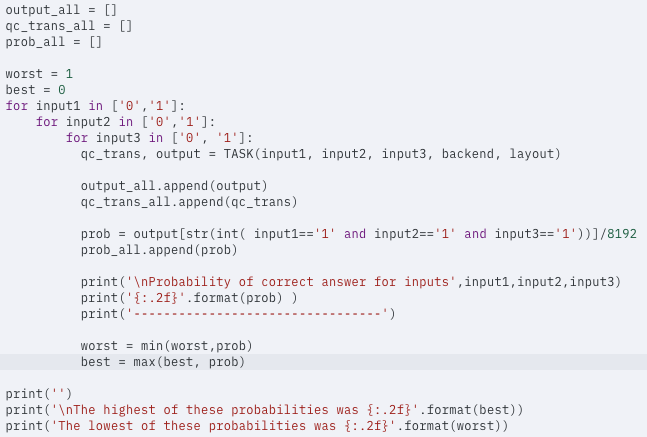 output_all = []
qc_trans_all = []
prob_all = []
worst = 1
best = 0
for input1 in ['0','1']:
    for input2 in ['0','1']:
        for input3 in ['0', '1']:
          qc_trans, output = TASK(input1, input2, input3, backend, layout)
          output_all.append(output)
          qc_trans_all.append(qc_trans)
          prob = output[str(int( input1=='1' and input2=='1' and input3=='1'))]/8192
          prob_all.append(prob)
          print('\nProbability of correct answer for inputs',input1,input2,input3)
          print('{:.2f}'.format(prob) )
          print('---------------------------------')
          worst = min(worst,prob)
          best = max(best, prob)
print('')
print('\nThe highest of these probabilities was {:.2f}'.format(best))
print('The lowest of these probabilities was {:.2f}'.format(worst))